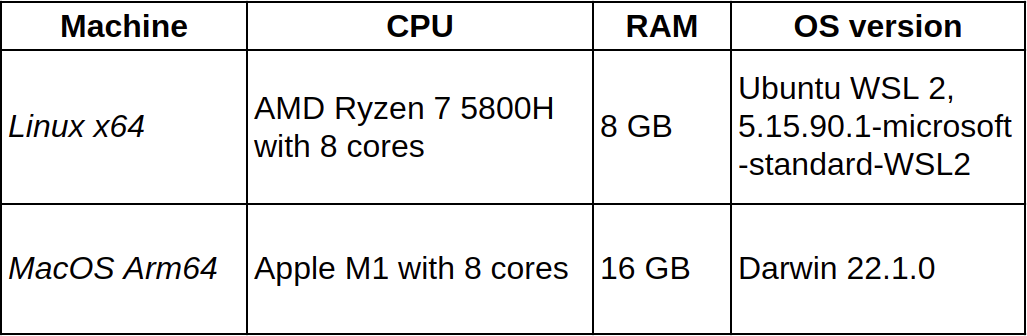 Machine CPU RAM OS version
Linux x64
AMD Ryzen 7 5800H
with 8 cores
8 GB
Ubuntu WSL 2,
5.15.90.1-microsoft
-standard-WSL2
MacOS Arm64 Apple M1 with 8 cores 16 GB Darwin 22.1.0